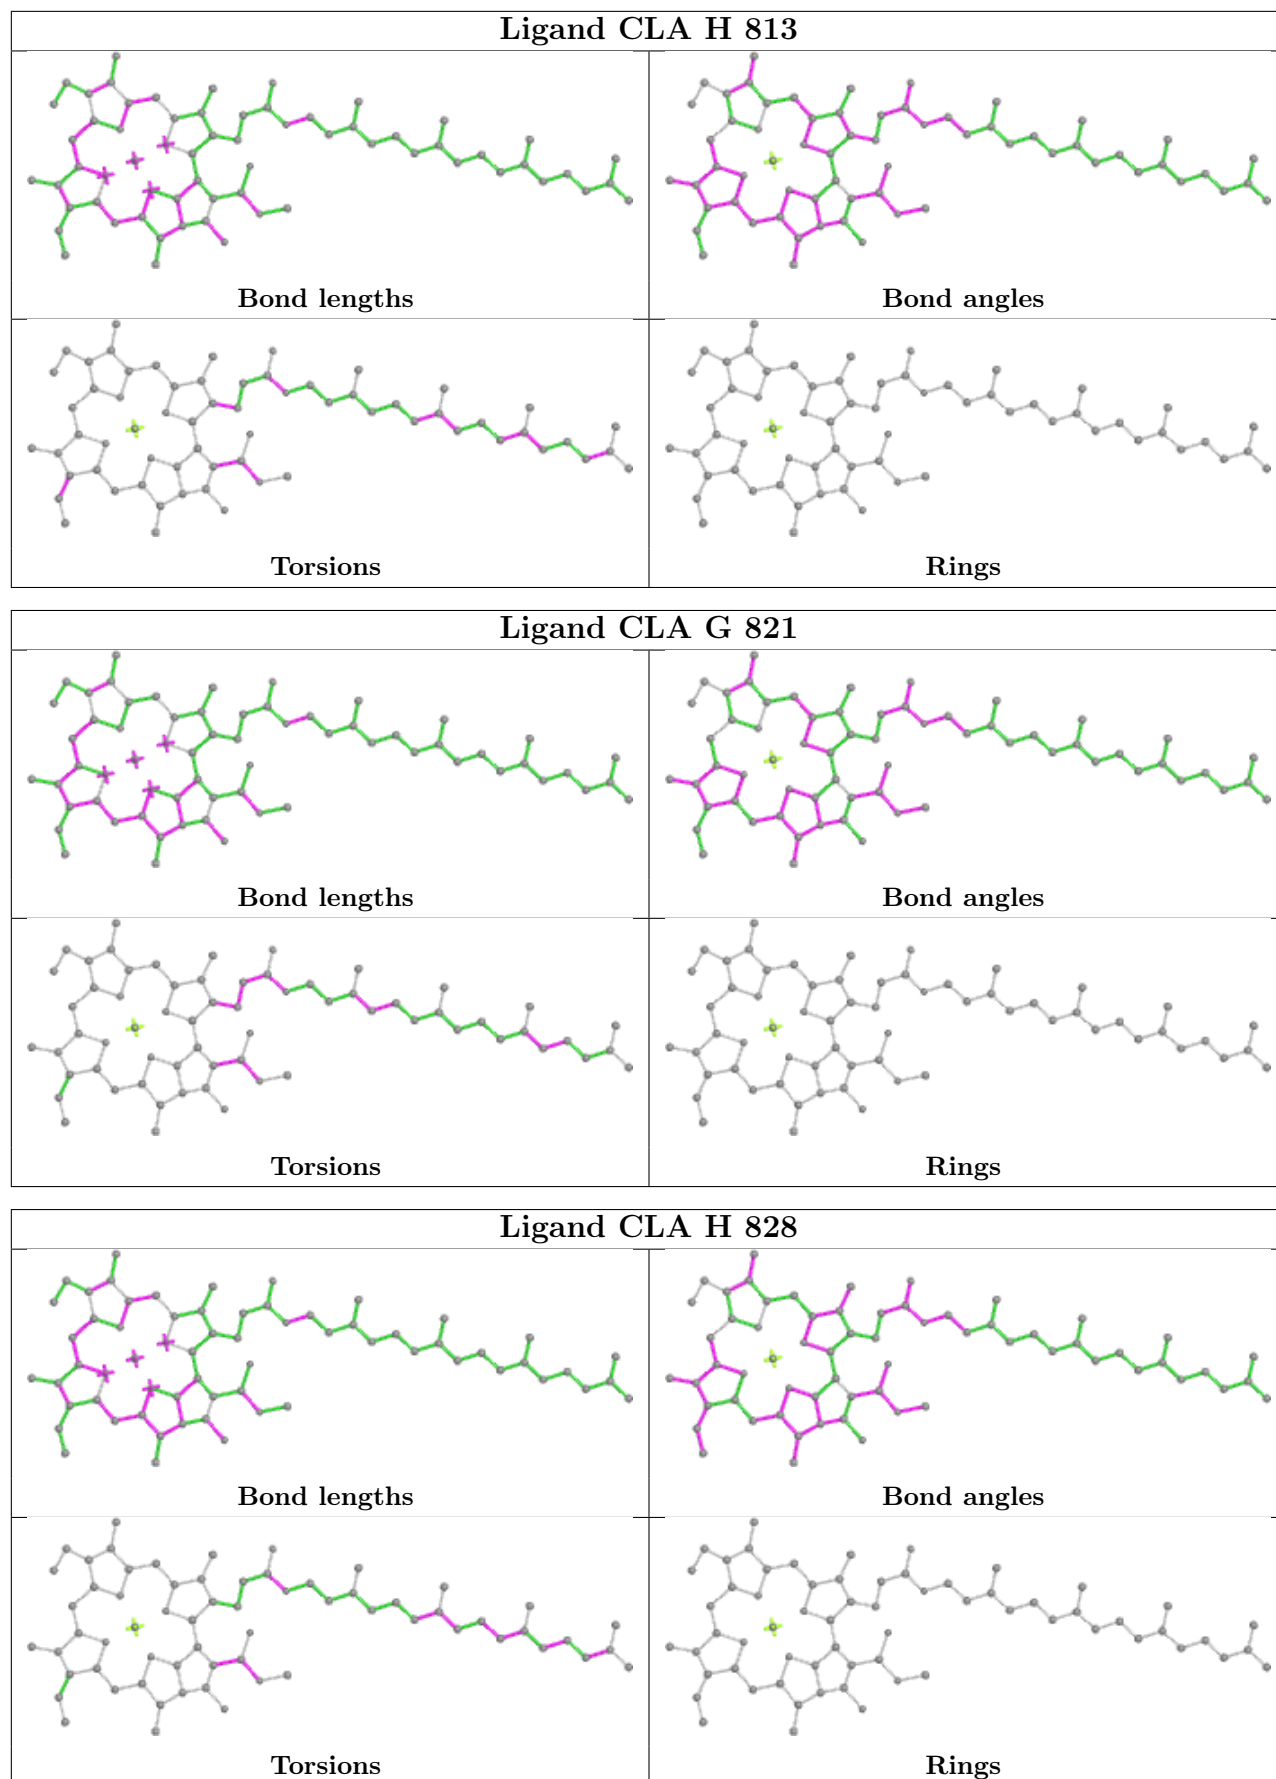 Ligand CLA H 813
Bond lengths
Bond angles
Torsions
Rings
Ligand CLA G 821
Bond lengths
Bond angles
Torsions
Rings
Ligand CLA H 828
Bond lengths
Bond angles
Torsions
Rings